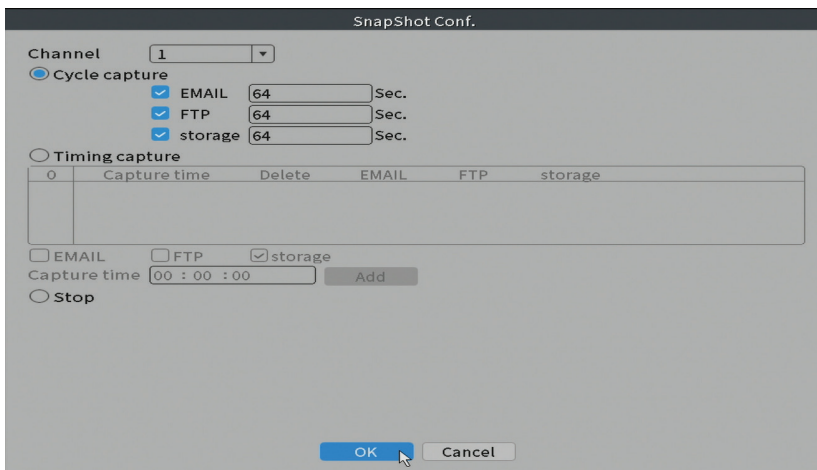 SnapShot Conf.
Channel 1
Cycle capture
EMAIL 64 Sec.
FTP 64 Sec.
storage 64 Sec.
Timing capture
0 Capture time Delete EMAIL FTP storage
EMAIL FTP storage
Capture time 00 : 00 : 00 Add
Stop
OK Cancel